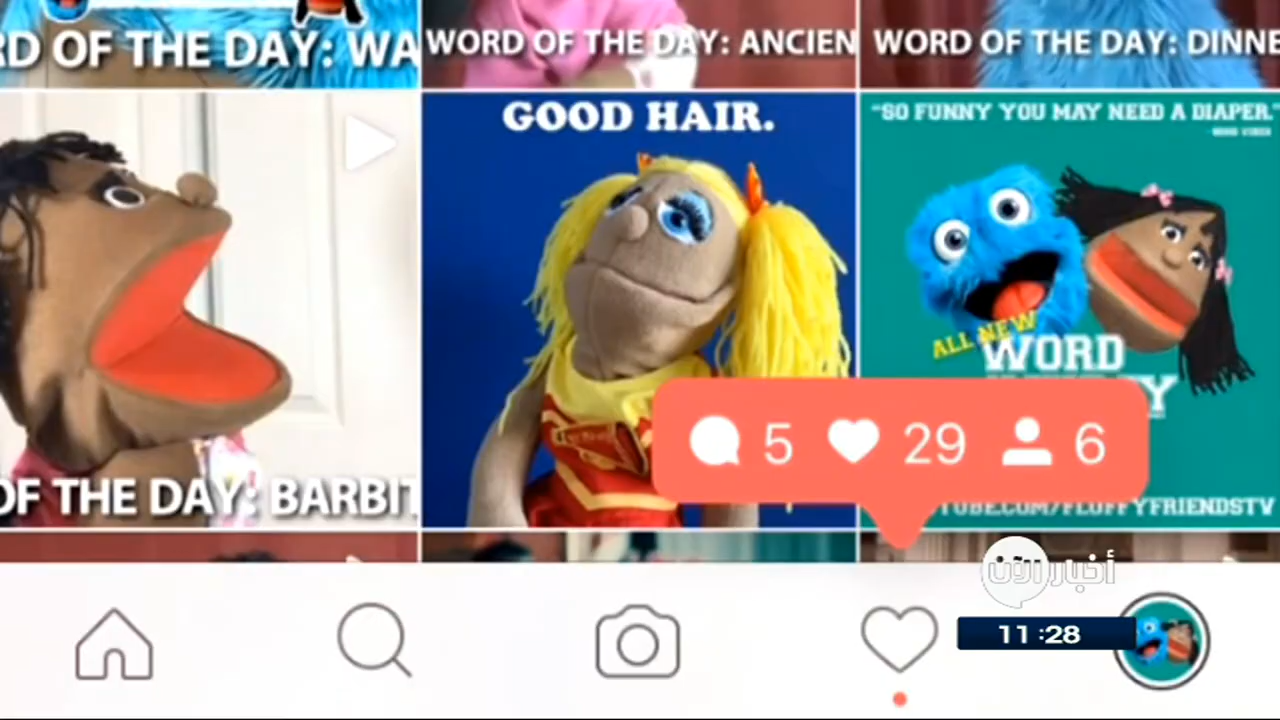 RD OF THE DAY: WA
WORD OF THE DAY: ANCIEN
WORD OF THE DAY: DINNE
GOOD HAIR.
"SO FUNNY YOU MAY NEED A DIAPER."
ALL NEW
WORD
Y
OF THE DAY: BARBIT
5 29 6
TUBE.COM/FLUFFYFRIENDSTV
أخبار الآن
11:28